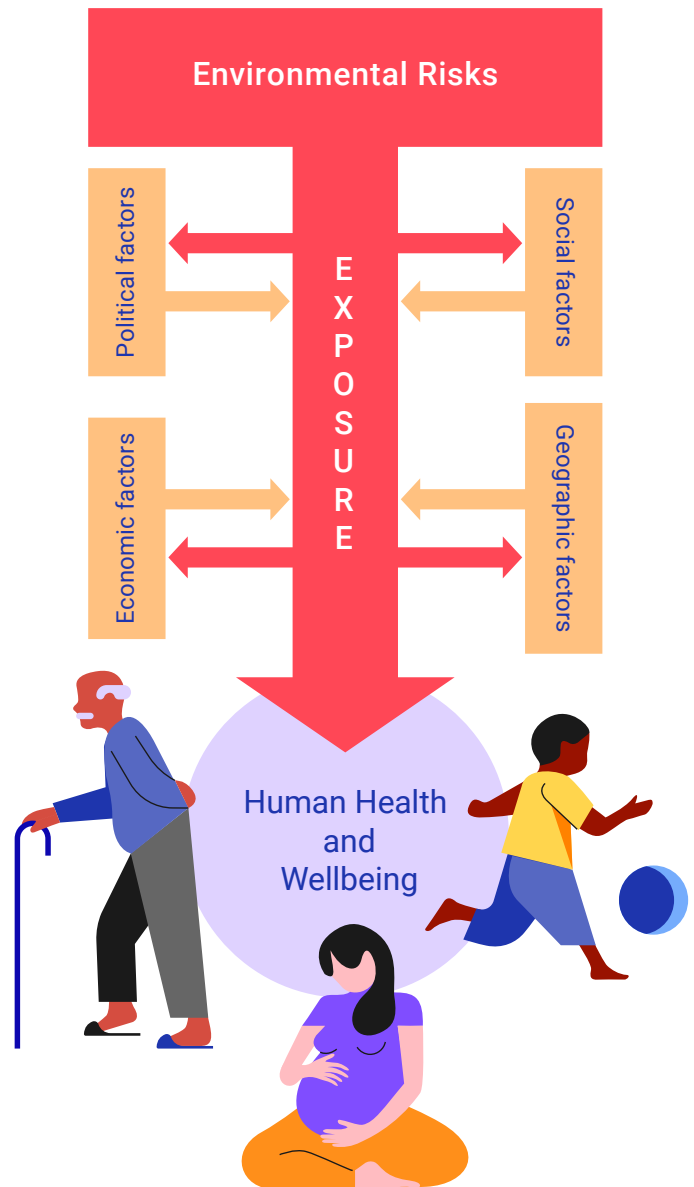 Environmental Risks
Political factors
Social factors
EXPOSURE
Economic factors
Geographic factors
Human Health
and
Wellbeing